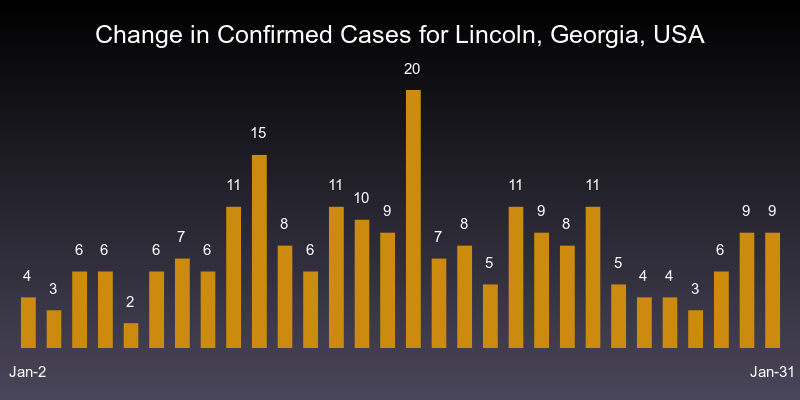 Change in Confirmed Cases for Lincoln, Georgia, USA
4 3 6 6 2 6 7 6 11 15 8 6 11 10 9 20 7 8 5 11 9 8 11 5 4 4 3 6 9 9
Jan-2 Jan-31